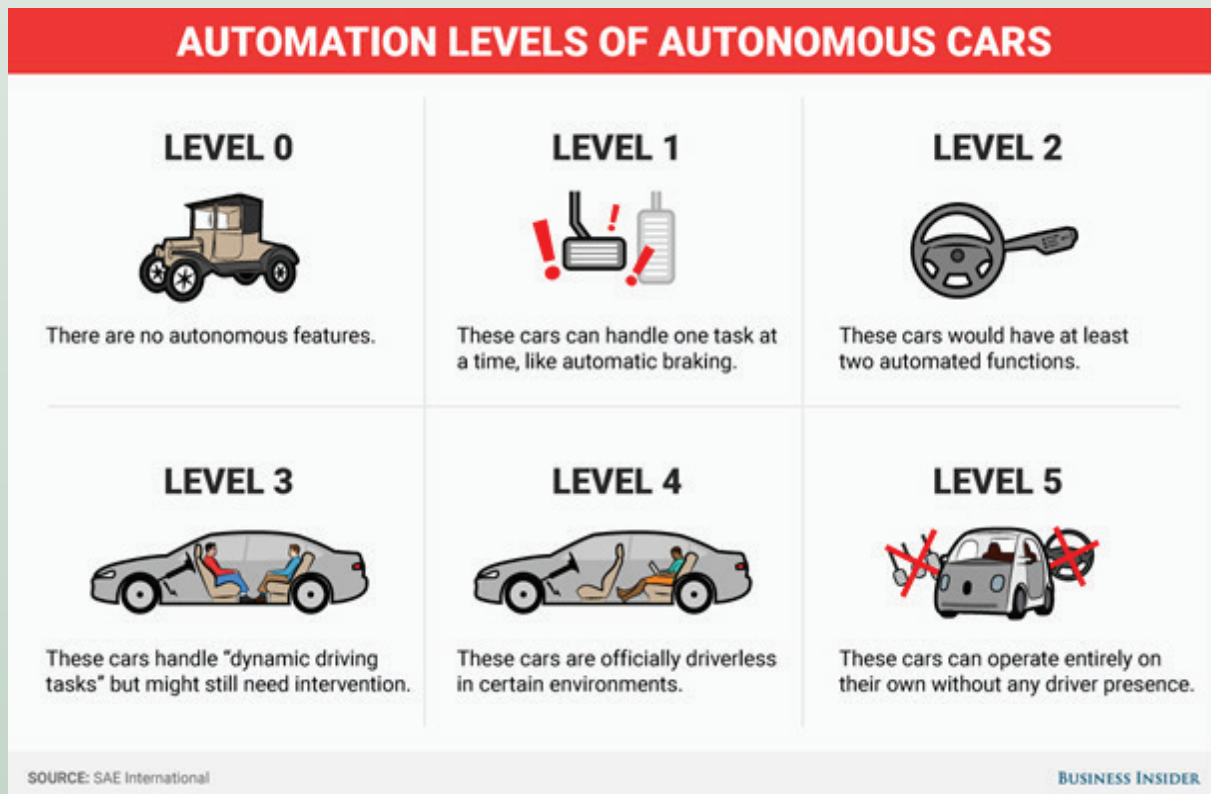 AUTOMATION LEVELS OF AUTONOMOUS CARS
LEVEL 0
There are no autonomous features.
LEVEL 1
These cars can handle one task at
a time, like automatic braking.
LEVEL 2
These cars would have at least
two automated functions.
LEVEL 3
These cars handle “dynamic driving
tasks” but might still need intervention.
LEVEL 4
These cars are officially driverless
in certain environments.
LEVEL 5
These cars can operate entirely on
their own without any driver presence.
SOURCE: SAE International
BUSINESS INSIDER